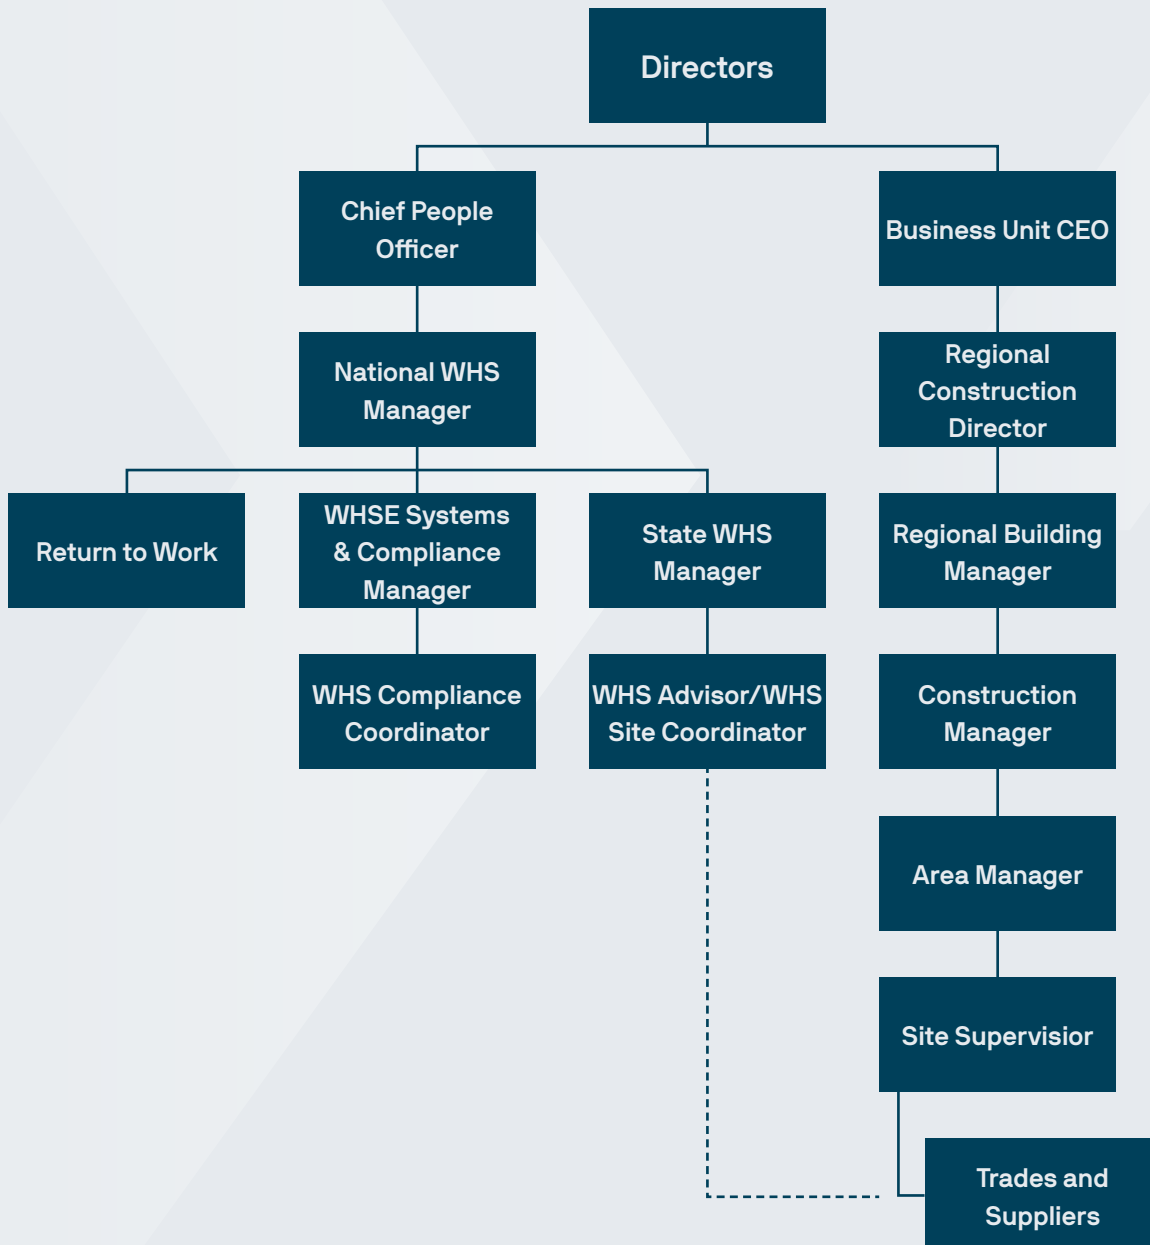 Directors
Chief People
Officer
Business Unit CEO
National WHS
Manager
Regional
Construction
Director
Return to Work
WHSE Systems
& Compliance
Manager
State WHS
Manager
Regional Building
Manager
WHS Compliance
Coordinator
WHS Advisor/WHS
Site Coordinator
Construction
Manager
Area Manager
Site Supervisior
Trades and
Suppliers